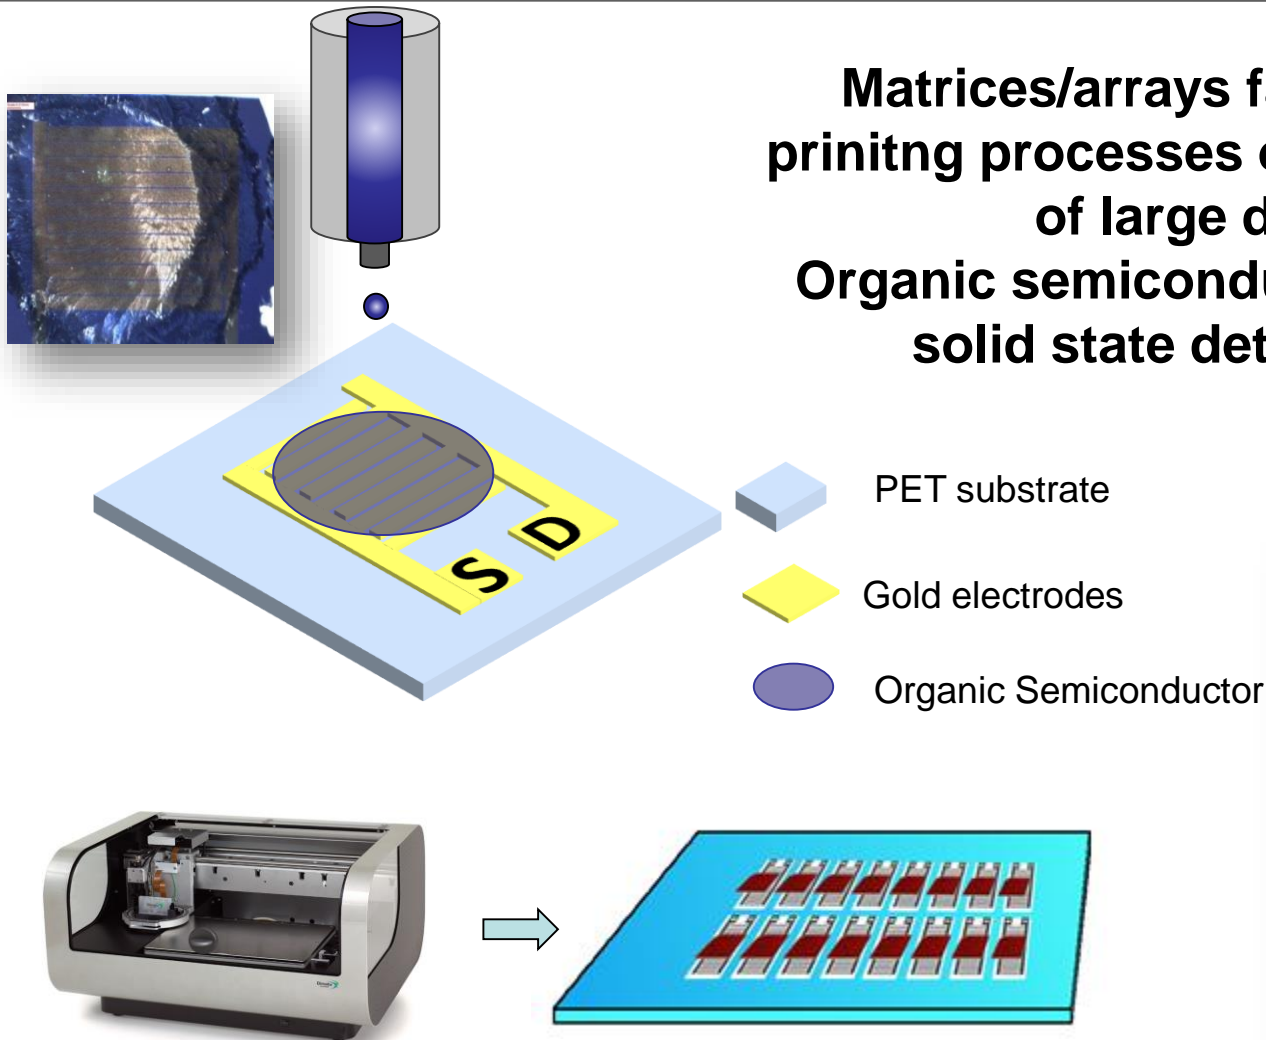 Matrices/arrays f
prinitng processes
of large d
Organic semicondu
solid state det
PET substrate
Gold electrodes
Organic Semiconductor
D
S